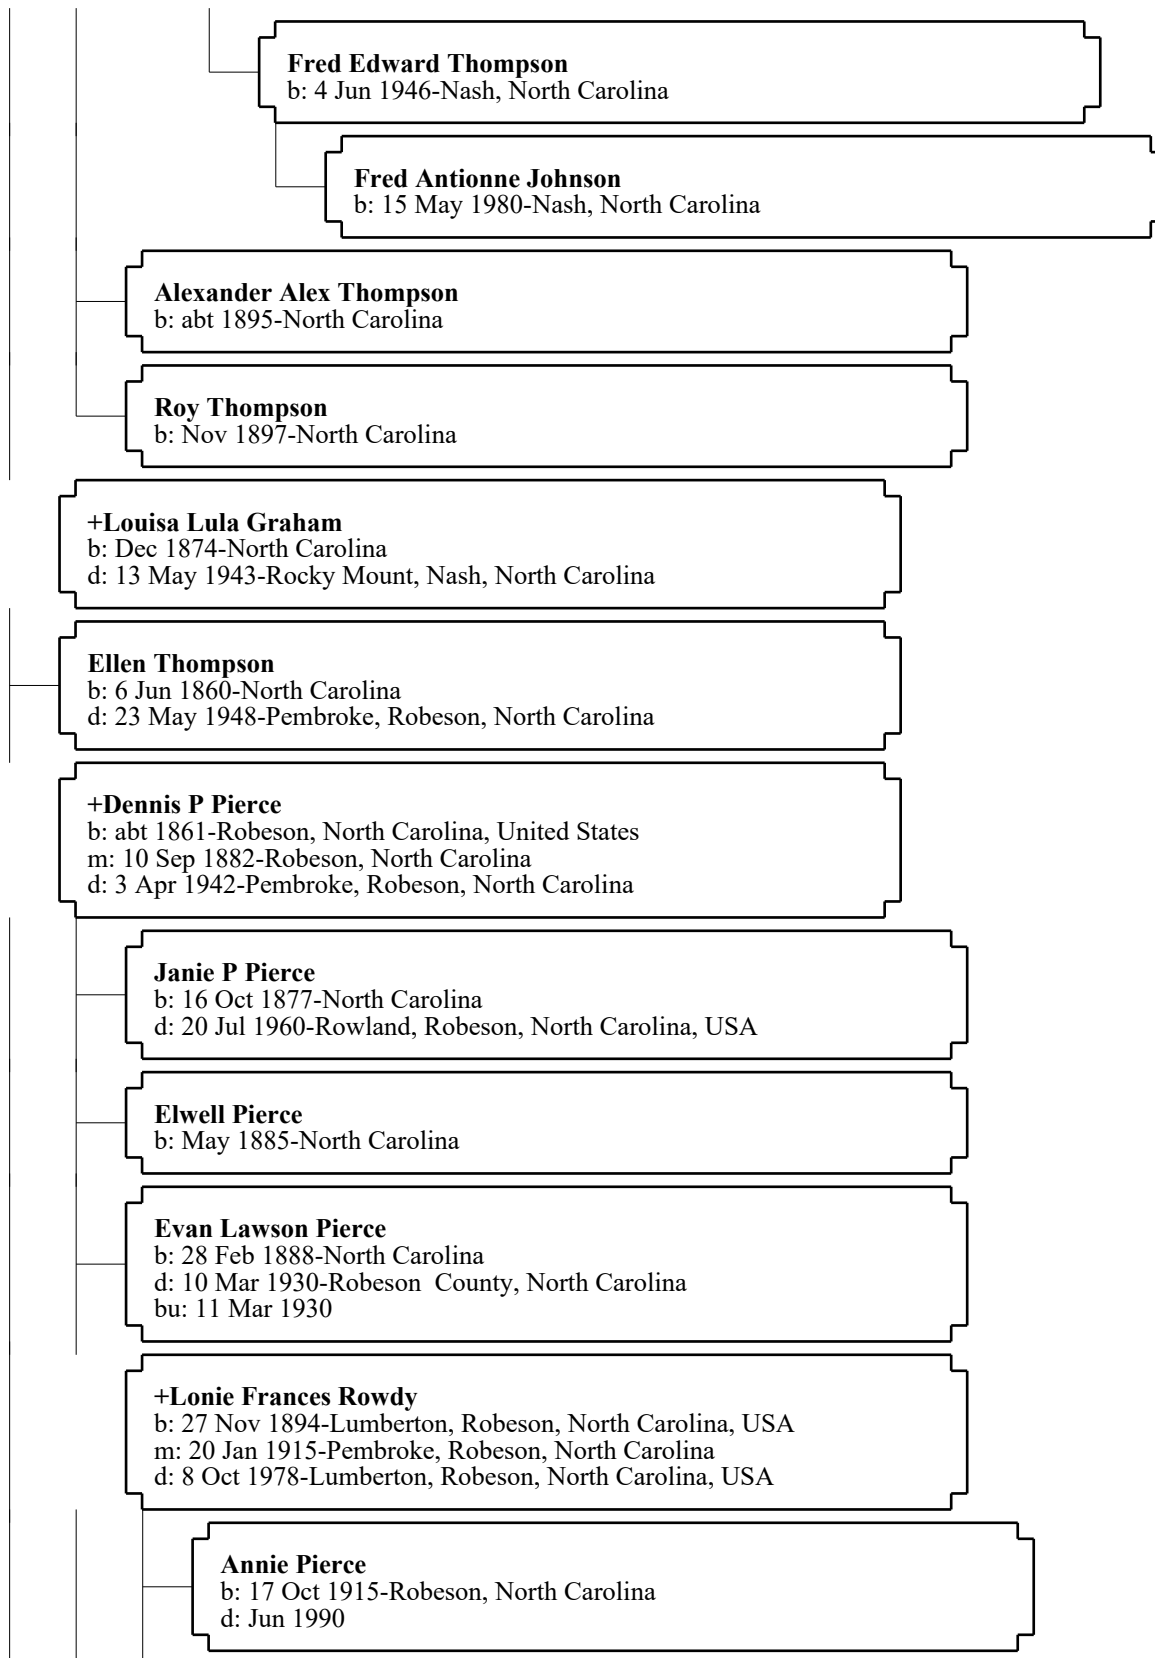 Fred Edward Thompson
b: 4 Jun 1946-Nash, North Carolina
Fred Antionne Johnson
b: 15 May 1980-Nash, North Carolina
Alexander Alex Thompson
b: abt 1895-North Carolina
Roy Thompson
b: Nov 1897-North Carolina
+Louisa Lula Graham
b: Dec 1874-North Carolina
d: 13 May 1943-Rocky Mount, Nash, North Carolina
Ellen Thompson
b: 6 Jun 1860-North Carolina
d: 23 May 1948-Pembroke, Robeson, North Carolina
+Dennis P Pierce
b: abt 1861-Robeson, North Carolina, United States
m: 10 Sep 1882-Robeson, North Carolina
d: 3 Apr 1942-Pembroke, Robeson, North Carolina
Janie P Pierce
b: 16 Oct 1877-North Carolina
d: 20 Jul 1960-Rowland, Robeson, North Carolina, USA
Elwell Pierce
b: May 1885-North Carolina
Evan Lawson Pierce
b: 28 Feb 1888-North Carolina
d: 10 Mar 1930-Robeson  County, North Carolina
bu: 11 Mar 1930
+Lonie Frances Rowdy
b: 27 Nov 1894-Lumberton, Robeson, North Carolina, USA
m: 20 Jan 1915-Pembroke, Robeson, North Carolina
d: 8 Oct 1978-Lumberton, Robeson, North Carolina, USA
Annie Pierce
b: 17 Oct 1915-Robeson, North Carolina
d: Jun 1990